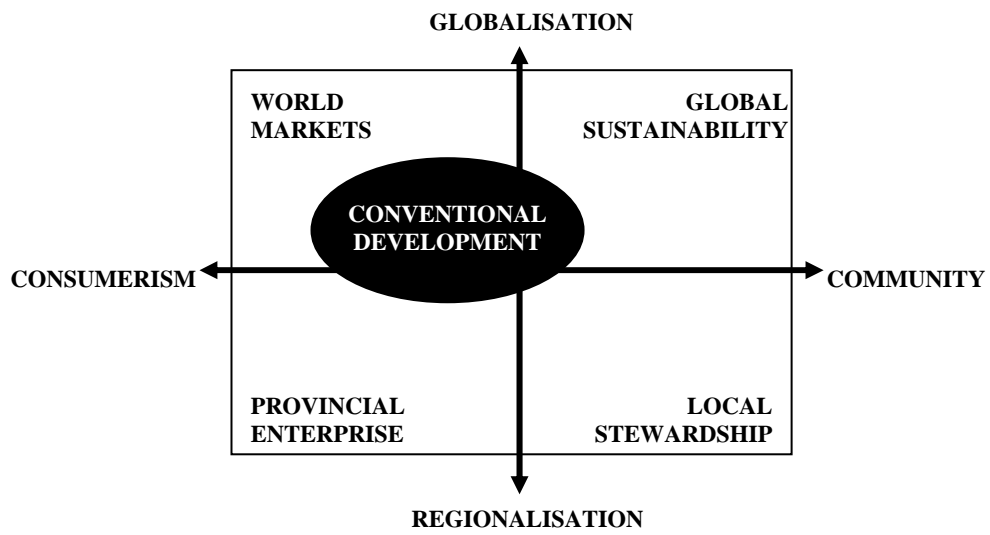 GLOBALISATION
WORLD
MARKETS
GLOBAL
SUSTAINABILITY
CONVENTIONAL
DEVELOPMENT
CONSUMERISM
COMMUNITY
PROVINCIAL
ENTERPRISE
LOCAL
STEWARDSHIP
REGIONALISATION